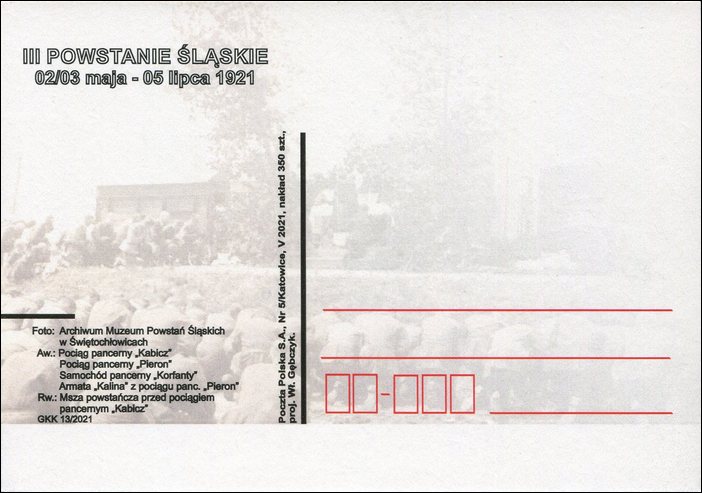 III POWSTANIE ŚLĄSKIE
02/03 maja - 05 lipca 1921
Foto: Archiwum Muzeum Powstań Śląskich
w Świętochłowicach
Aw.: Pociąg pancerny „Kabicz”
Pociąg pancerny „Pieron”
Samochód pancerny „Korfanty”
Armata „Kalina” z pociągu panc. „Pieron”
Rw.: Msza powstańcza przed pociągiem
pancernym „Kabicz”
GKK 13/2021
Poczta Polska S.A., Nr 5/Katowice, V 2021, nakład 350 szt.,
proj. Wł. Gębczyk.